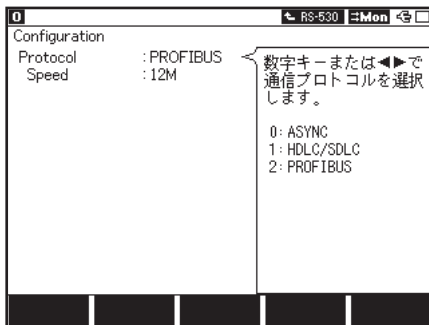 0 RS-530 Mon
Configuration
Protocol :PROFIBUS
Speed :12M
数字キーまたは◀▶で
通信プロトコルを選択
します。
0: ASYNC
1: HDLC/SDLC
2: PROFIBUS